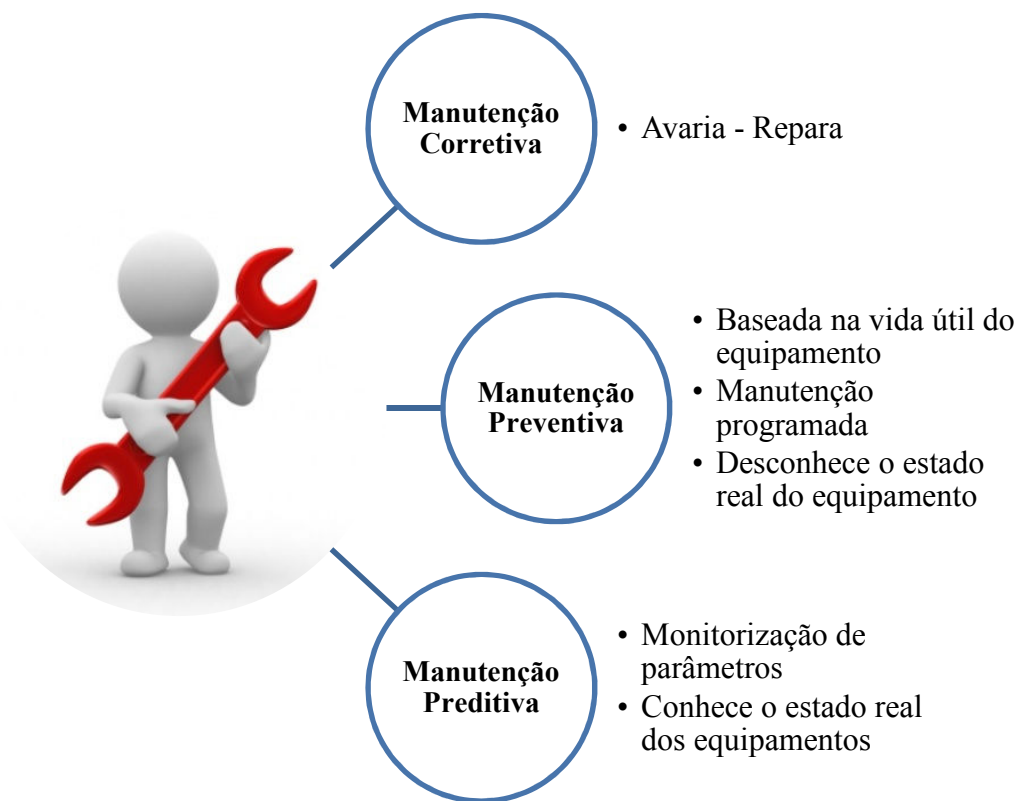 Manutenção
Corretiva
• Avaria - Repara
Manutenção
Preventiva
• Baseada na vida útil do
equipamento
• Manutenção
programada
• Desconhece o estado
real do equipamento
Manutenção
Preditiva
• Monitorização de
parâmetros
• Conhece o estado real
dos equipamentos